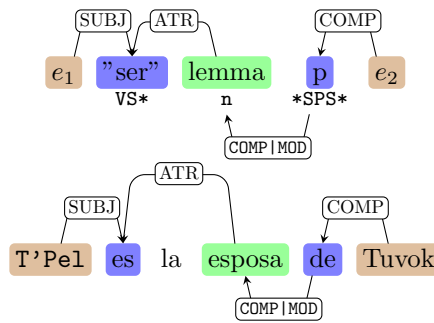 SUBJ ATR COMP
e1 ”ser” lemma p e2
VS* n *SPS*
COMP|MOD
ATR
SUBJ COMP
T'Pel es la esposa de Tuvok
COMP|MOD